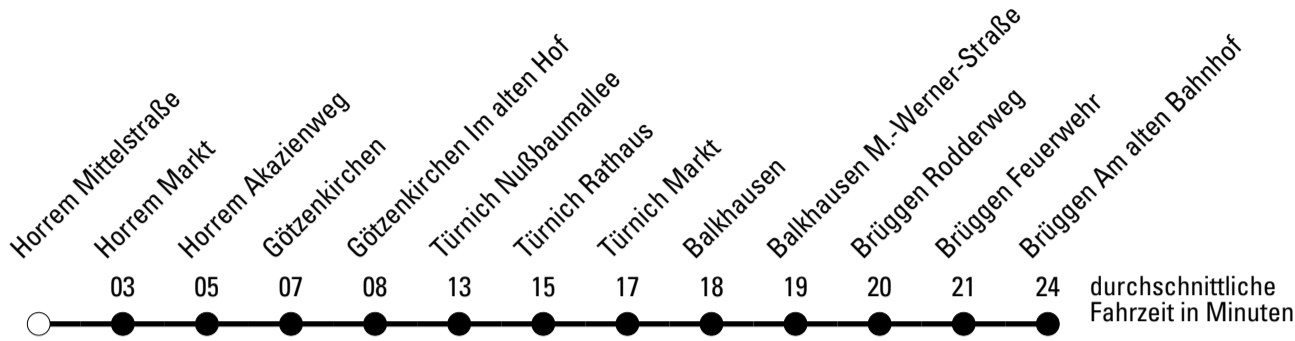 Horrem Mittelstraße
Horrem Markt
Horrem Akazienweg
Götzenkirchen
Götzenkirchen Im alten Hof
Türnich Nußbaumallee
Türnich Rathaus
Türnich Markt
Balkhausen
Balkhausen M.-Werner-Straße
Brüggen Rodderweg
Brüggen Feuerwehr
Brüggen Am alten Bahnhof
03 05 07 08 13 15 17 18 19 20 21 24
durchschnittliche
Fahrzeit in Minuten